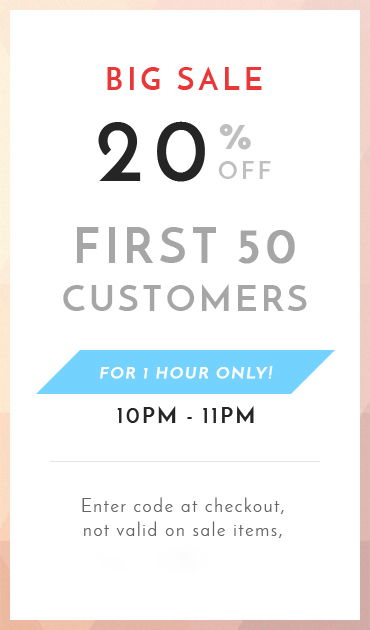 BIG SALE
20% OFF
FIRST 50
CUSTOMERS
FOR 1 HOUR ONLY!
10PM - 11PM
Enter code at checkout,
not valid on sale items,